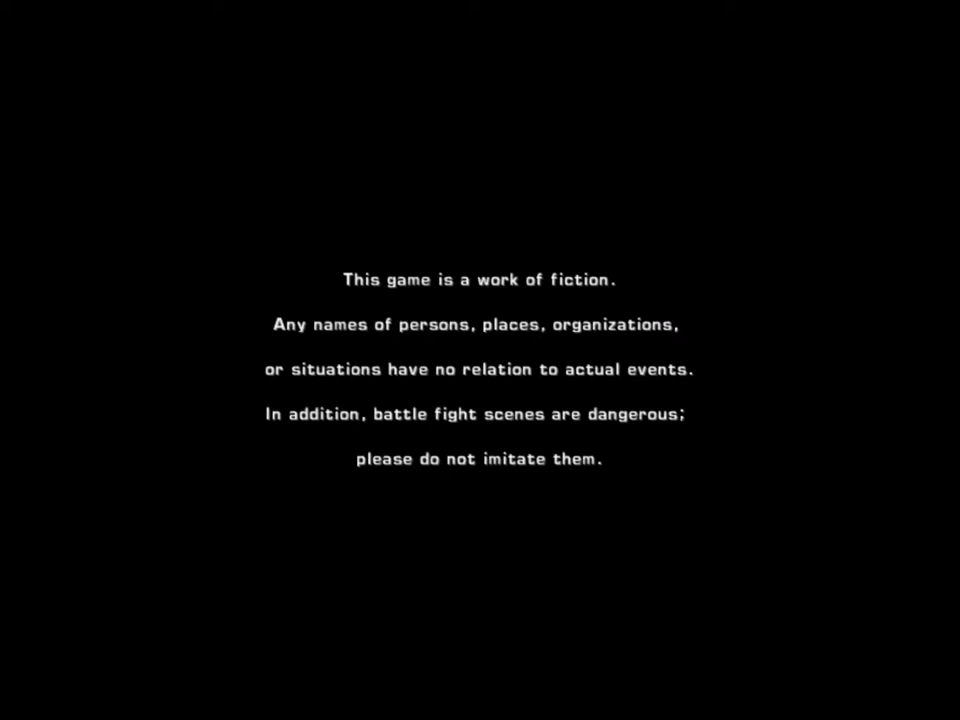 This game is a work of fiction.
Any names of persons, places, organizations,
or situations have no relation to actual events.
In addition, battle fight scenes are dangerous;
please do not imitate them.